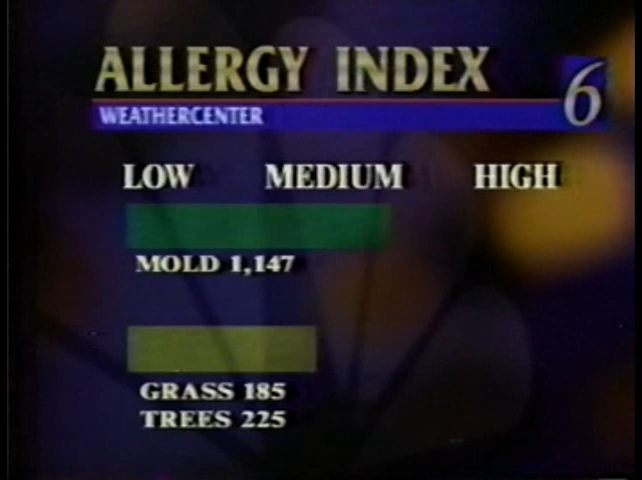 ALLERGY INDEX
6
WEATHERCENTER
LOW MEDIUM HIGH
MOLD 1,147
GRASS 185
TREES 225